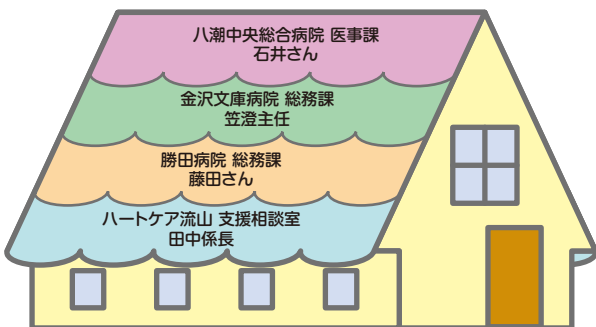 八潮中央総合病院 医事課
石井さん
金沢文庫病院 総務課
笠澄主任
勝田病院 総務課
藤田さん
ハートケア流山 支援相談室
田中係長